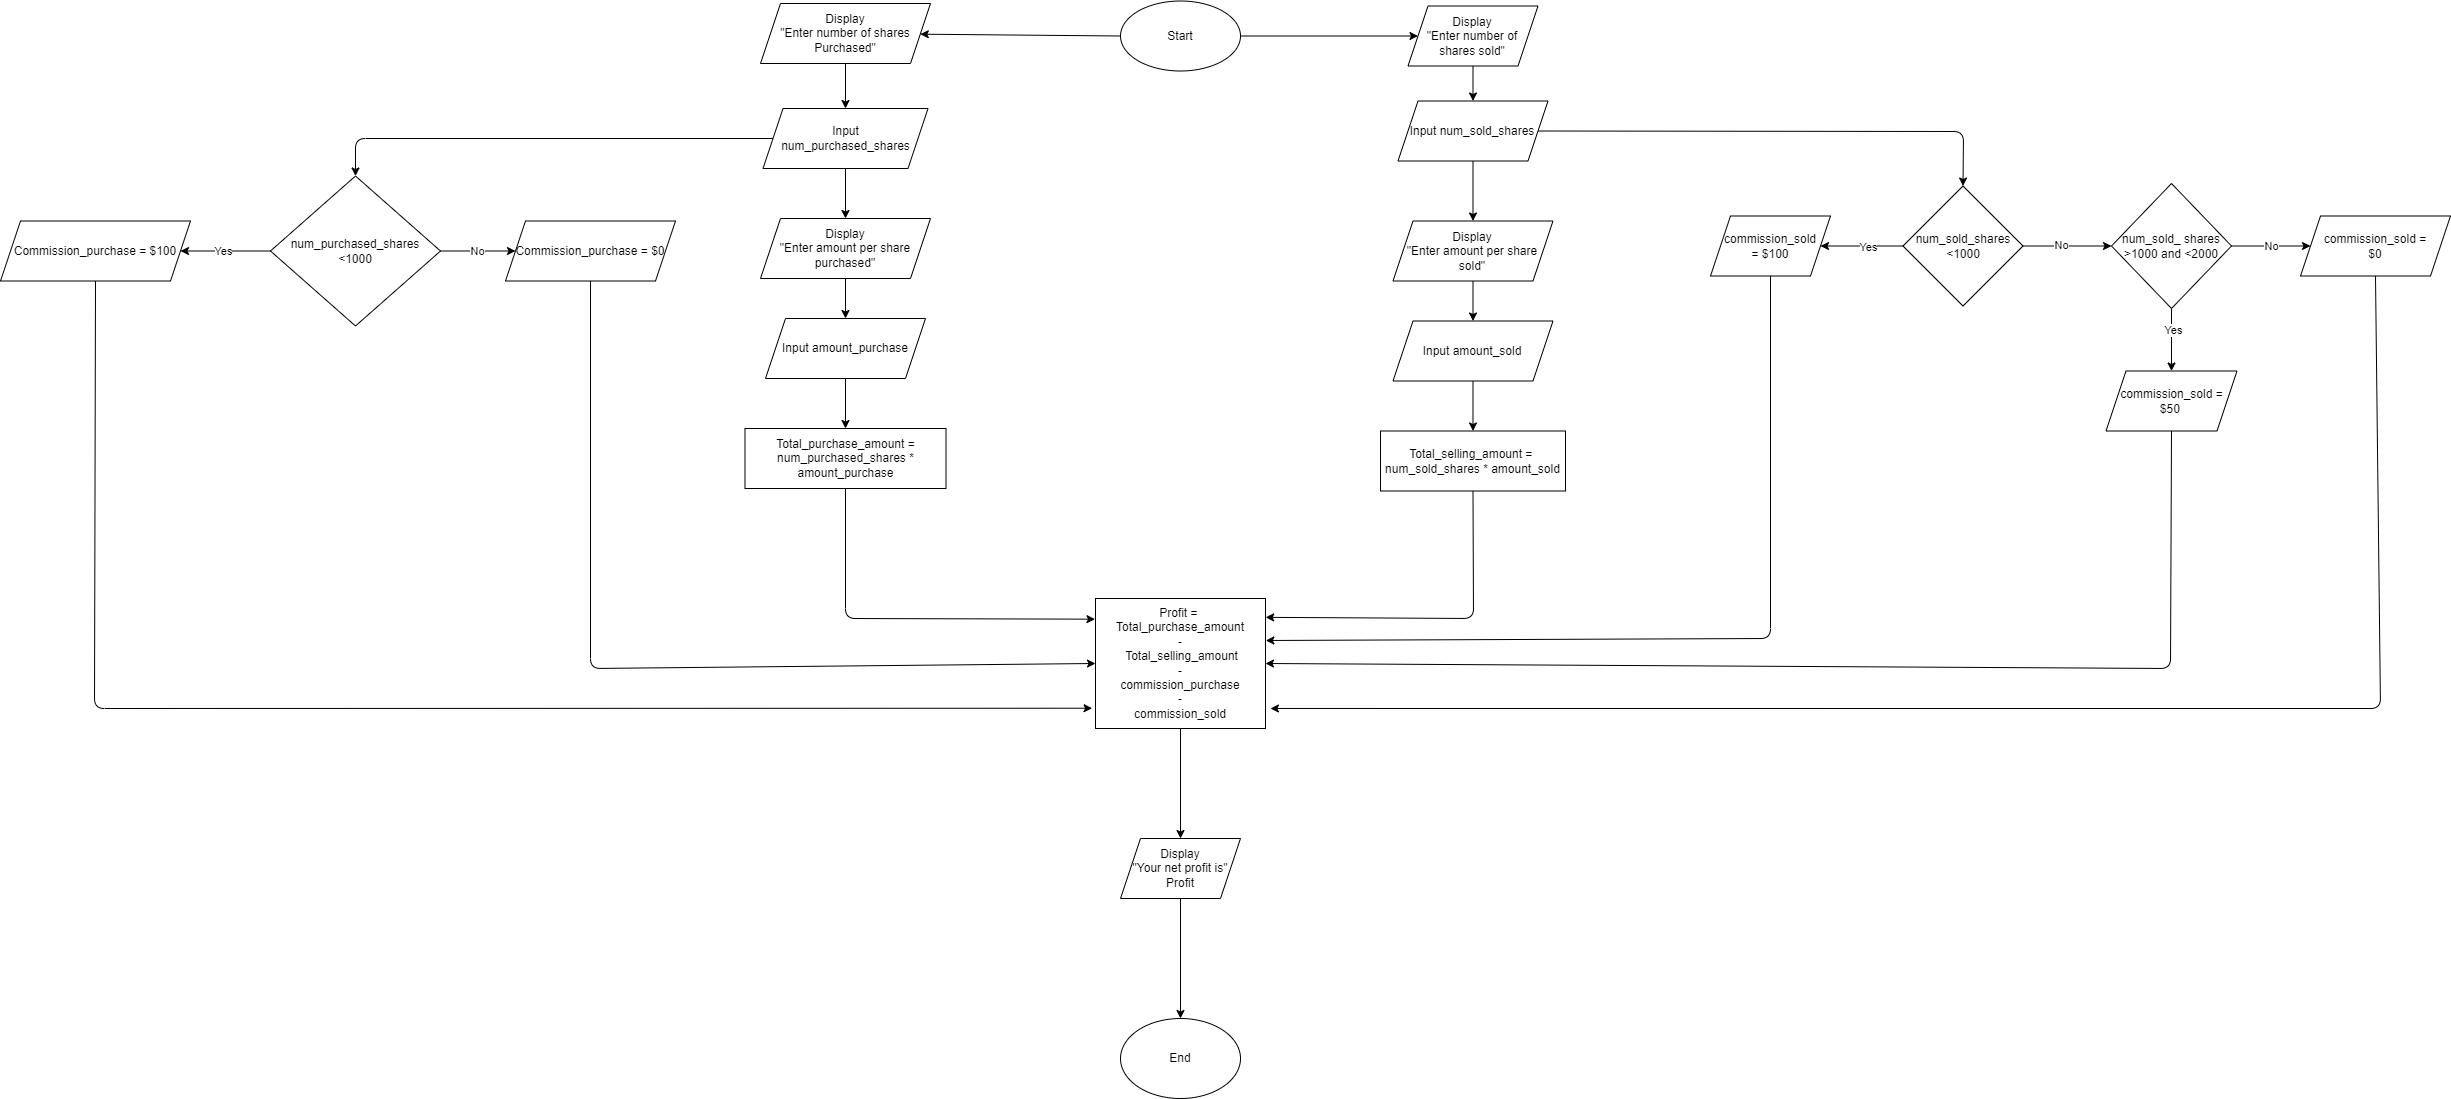 Start
Display
"Enter number of shares
Purchased"
Input
num_purchased_shares
num_purchased_shares
<1000
Yes
Commission_purchase = $100
No
Commission_purchase = $0
Display
"Enter amount per share
purchased"
Input amount_purchase
Total_purchase_amount =
num_purchased_shares *
amount_purchase
Display
"Enter number of
shares sold"
Input num_sold_shares
Display
"Enter amount per share
sold"
Input amount_sold
Total_selling_amount =
num_sold_shares * amount_sold
num_sold_shares
<1000
Yes
commission_sold
= $100
No
num_sold_ shares
>1000 and <2000
No
commission_sold =
$0
Yes
commission_sold =
$50
Profit =
Total_purchase_amount
-
Total_selling_amount
-
commission_purchase
-
commission_sold
Display
"Your net profit is"
Profit
End